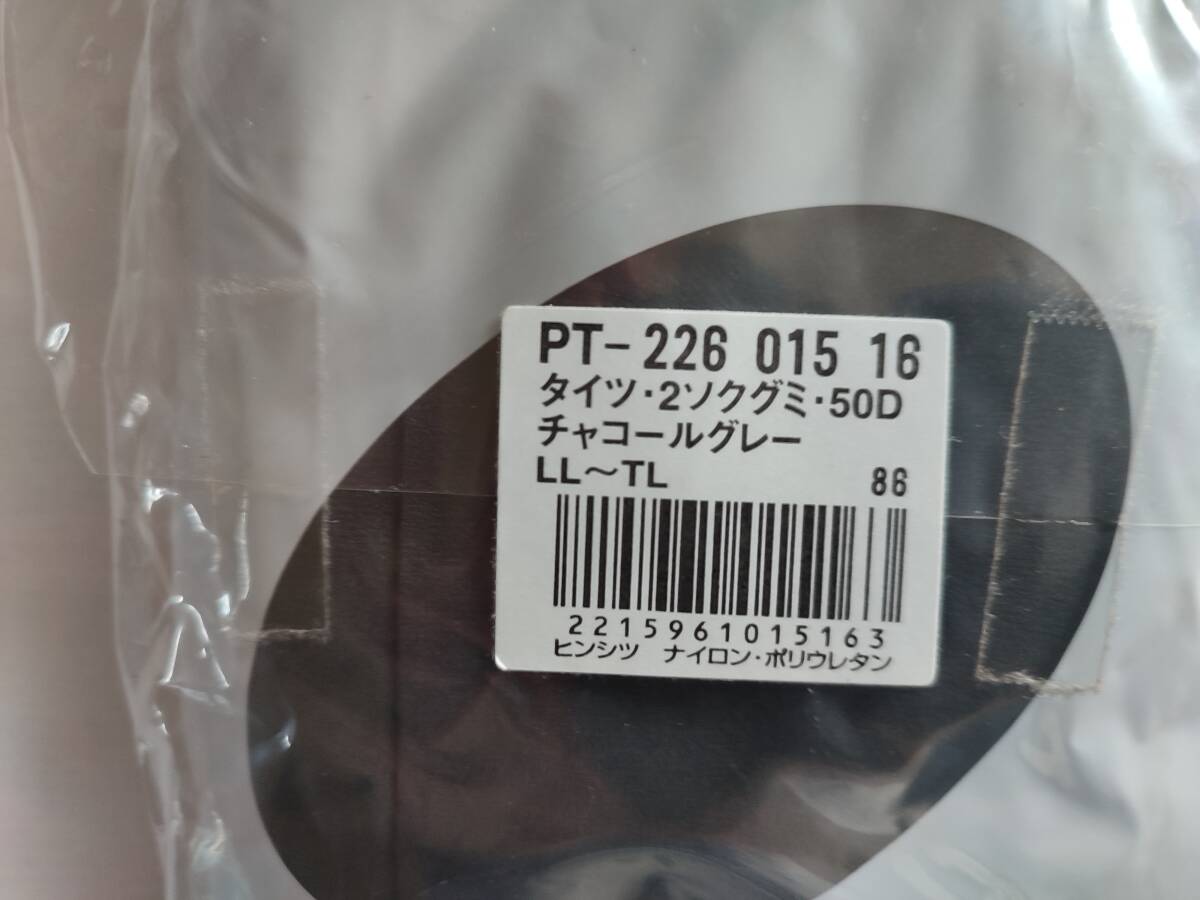 PT-226 015 16
タイツ・2ソクグミ・50D
チャコールグレー
LL～TL 86
2215961015163
ヒンシツ ナイロン・ポリウレタン